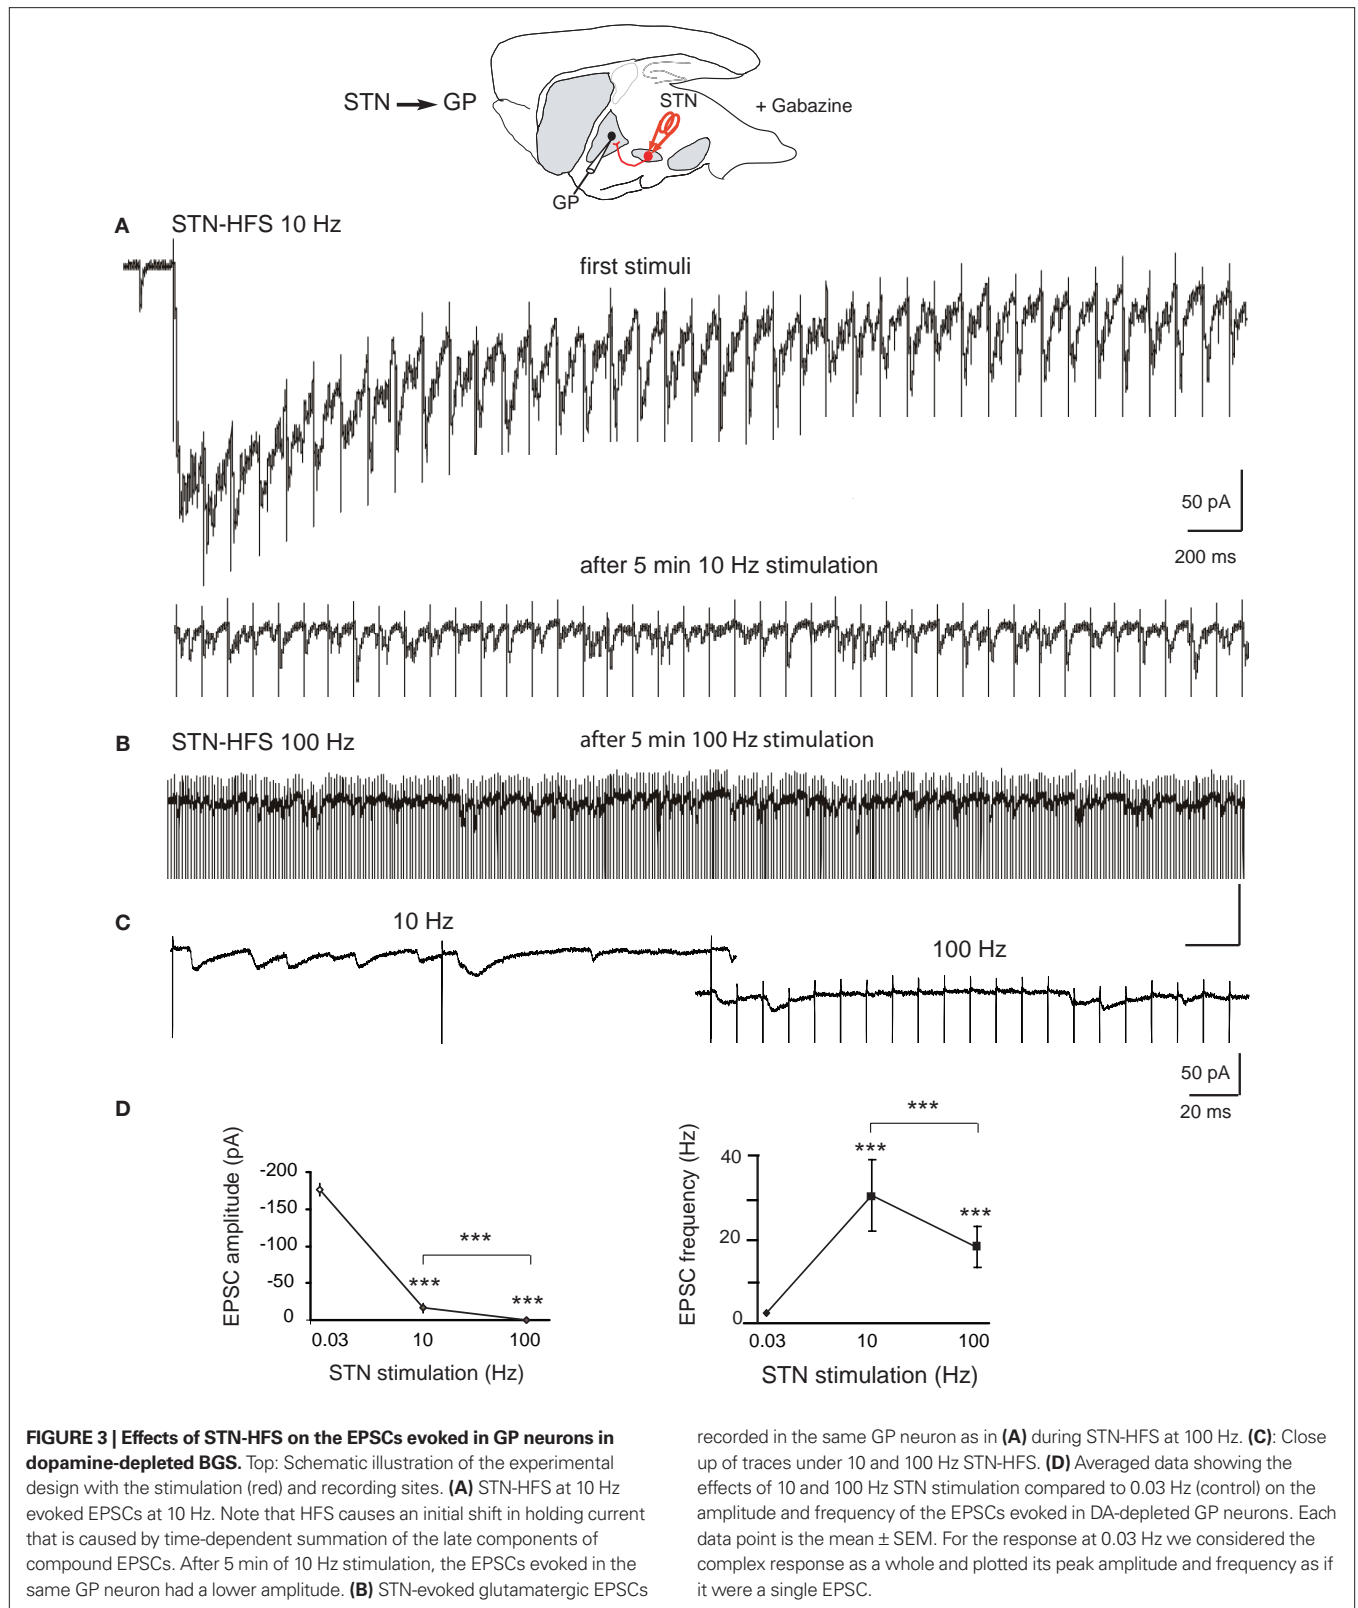 STN → GP
STN
+ Gabazine
GP
A STN-HFS 10 Hz
first stimuli
50 pA
200 ms
after 5 min 10 Hz stimulation
B STN-HFS 100 Hz
after 5 min 100 Hz stimulation
C
10 Hz
100 Hz
50 pA
20 ms
D
EPSC amplitude (pA)
-200
-150
-100
-50
0
***
***
***
0.03 10 100
STN stimulation (Hz)
EPSC frequency (Hz)
40
20
0
***
***
***
0.03 10 100
STN stimulation (Hz)
FIGURE 3 | Effects of STN-HFS on the EPSCs evoked in GP neurons in
dopamine-depleted BGS. Top: Schematic illustration of the experimental
design with the stimulation (red) and recording sites. (A) STN-HFS at 10 Hz
evoked EPSCs at 10 Hz. Note that HFS causes an initial shift in holding current
that is caused by time-dependent summation of the late components of
compound EPSCs. After 5 min of 10 Hz stimulation, the EPSCs evoked in the
same GP neuron had a lower amplitude. (B) STN-evoked glutamatergic EPSCs
recorded in the same GP neuron as in (A) during STN-HFS at 100 Hz. (C): Close
up of traces under 10 and 100 Hz STN-HFS. (D) Averaged data showing the
effects of 10 and 100 Hz STN stimulation compared to 0.03 Hz (control) on the
amplitude and frequency of the EPSCs evoked in DA-depleted GP neurons. Each
data point is the mean ± SEM. For the response at 0.03 Hz we considered the
complex response as a whole and plotted its peak amplitude and frequency as if
it were a single EPSC.